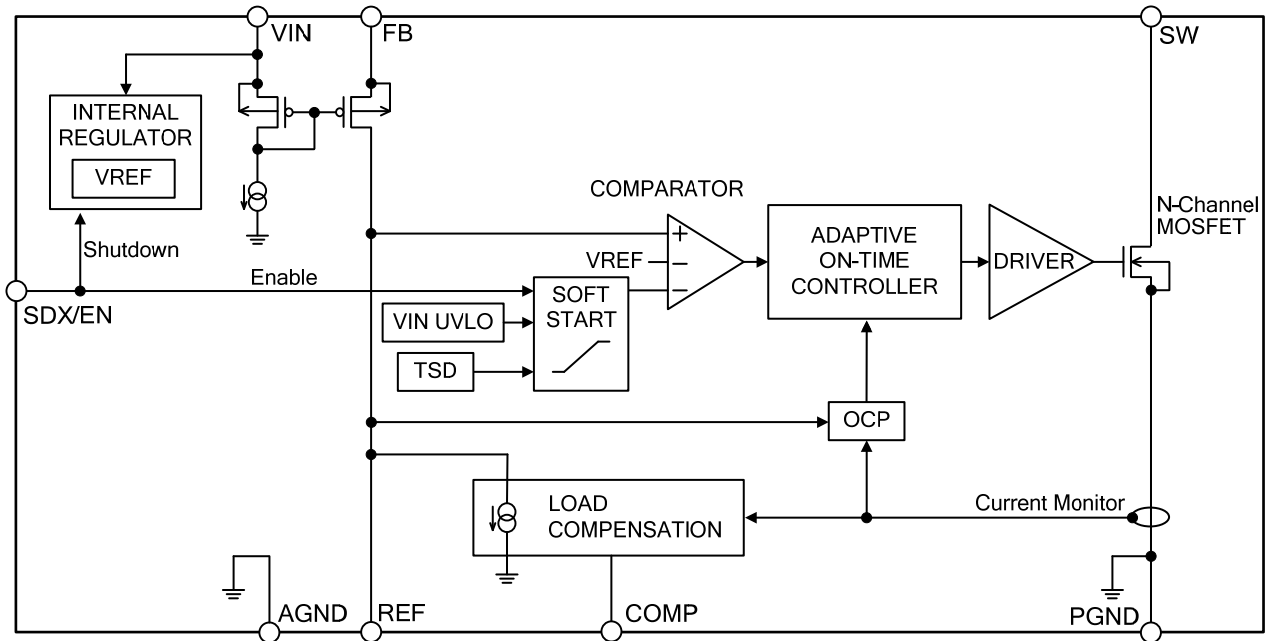 VIN
FB
SW
INTERNAL
REGULATOR
VREF
COMPARATOR
N-Channel
MOSFET
Shutdown
+
ADAPTIVE
ON-TIME
CONTROLLER
DRIVER
VREF
−
Enable
−
SOFT
START
SDX/EN
VIN UVLO
TSD
OCP
LOAD
COMPENSATION
Current Monitor
AGND
REF
COMP
PGND